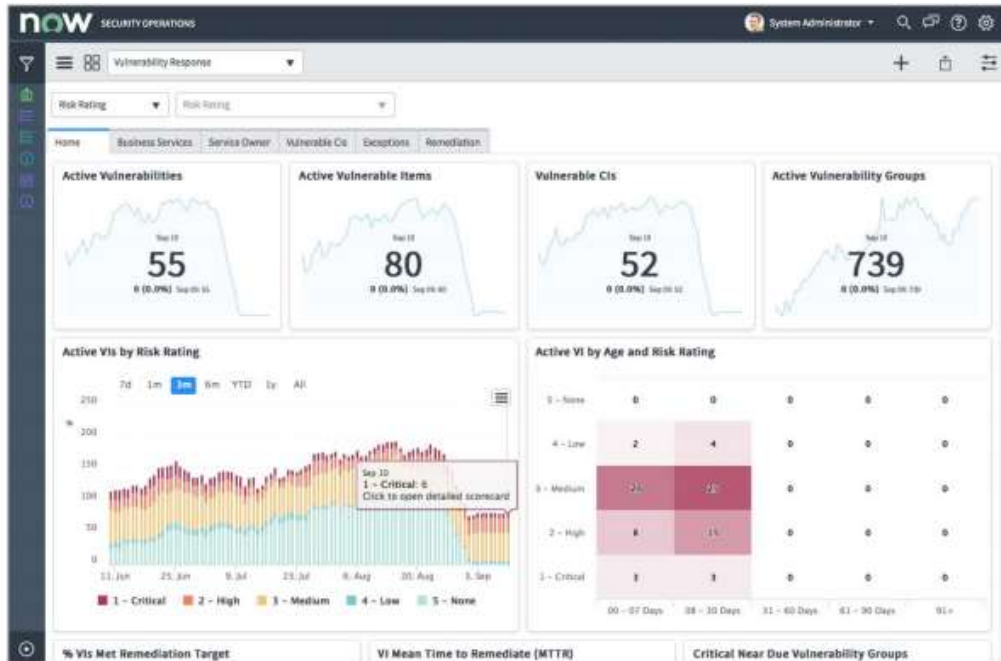 now SECURITY OPERATIONS
System Administrator
Vulnerability Response
Risk Rating
Risk Rating
Home Business Services Service Owner Vulnerable CIs Exceptions Remediation
Active Vulnerabilities
Sep 10
55
0 (0.0%)
Active Vulnerable Items
Sep 10
80
0 (0.0%)
Vulnerable CIs
Sep 10
52
0 (0.0%)
Active Vulnerability Groups
Sep 10
739
0 (0.0%)
Active VIs by Risk Rating
7d 1m 3m 6m YTD 1y All
250
%
200
150
100
50
0
Sep 10
1 - Critical: 6
Click to open detailed scorecard
11. Jun 25. Jun 9. Jul 23. Jul 6. Aug 20. Aug 3. Sep
1 - Critical 2 - High 3 - Medium 4 - Low 5 - None
Active VI by Age and Risk Rating
5 - None 0 0 0 0 0
4 - Low 2 4 0 0 0
3 - Medium 0 0 0
2 - High 0 0 0
1 - Critical 3 3 0 0 0
00 - 07 Days 08 - 30 Days 31 - 60 Days 61 - 90 Days 91+
% VIs Met Remediation Target
VI Mean Time to Remediate (MTTR)
Critical Near Due Vulnerability Groups